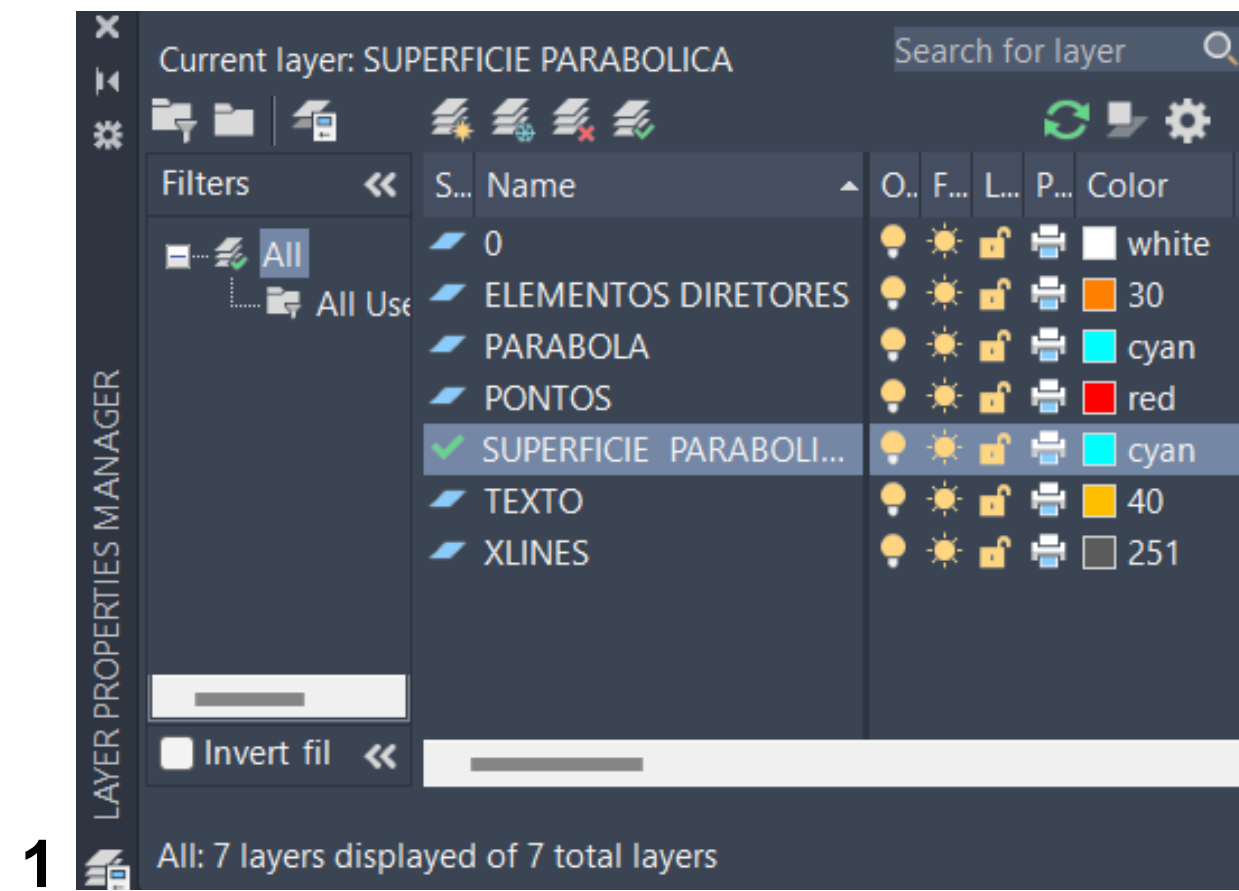 Current layer: SUPERFICIE PARABOLICA
Search for layer
Filters
S... Name O.. F... L... P... Color
All
All Use
0 white
ELEMENTOS DIRETORES 30
PARABOLA cyan
PONTOS red
SUPERFICIE PARABOLI... cyan
TEXTO 40
XLINES 251
Invert fil
All: 7 layers displayed of 7 total layers
LAYER PROPERTIES MANAGER
1